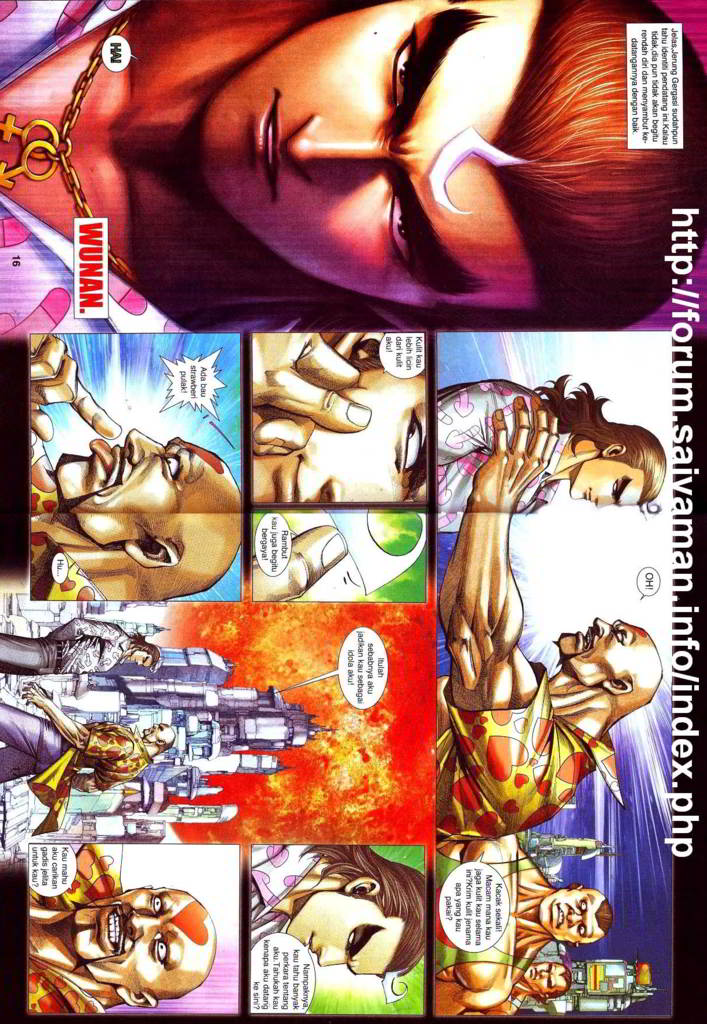 http://forum.saivaman.info/index.php
Jelas,Jerung Gergasi sudahpun
tahu identiti pendatang ini.Kalau
tidak,dia pun tidak akan begitu
rendah diri dan menyambut ke-
datangannya dengan baik.
HAI
WUNAN.
16
OH!
Kacak sekali!
Macam mana kau
jaga kulit kau selama
ini?Krim kulit jenama
apa yang kau
pakai?
Kulit kau
lebih licin
dari kulit
aku!
Rambut
kau juga begitu
bergaya!
Ada bau
strawberi
pulak!
Hu...
Itulah
sebabnya aku
jadikan kau sebagai
idola aku!
Nampaknya,
kau tahu banyak
perkara tentang
aku.Tahukah kau
kenapa aku datang
ke sini?
Kau mahu
aku carikan
gadis jelita
untuk kau?